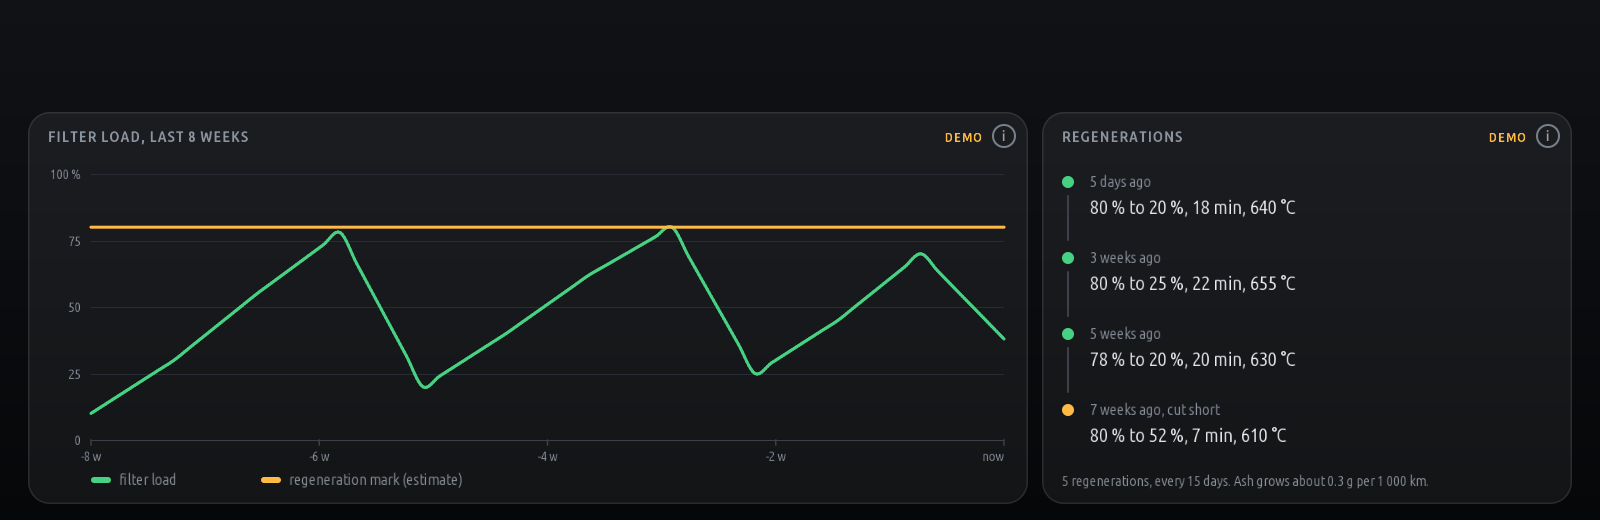 FILTER LOAD, LAST 8 WEEKS
DEMO
i
100 %
75
50
25
0
-8 w
-6 w
-4 w
-2 w
now
filter load
regeneration mark (estimate)
REGENERATIONS
DEMO
i
5 days ago
80 % to 20 %, 18 min, 640 °C
3 weeks ago
80 % to 25 %, 22 min, 655 °C
5 weeks ago
78 % to 20 %, 20 min, 630 °C
7 weeks ago, cut short
80 % to 52 %, 7 min, 610 °C
5 regenerations, every 15 days. Ash grows about 0.3 g per 1 000 km.